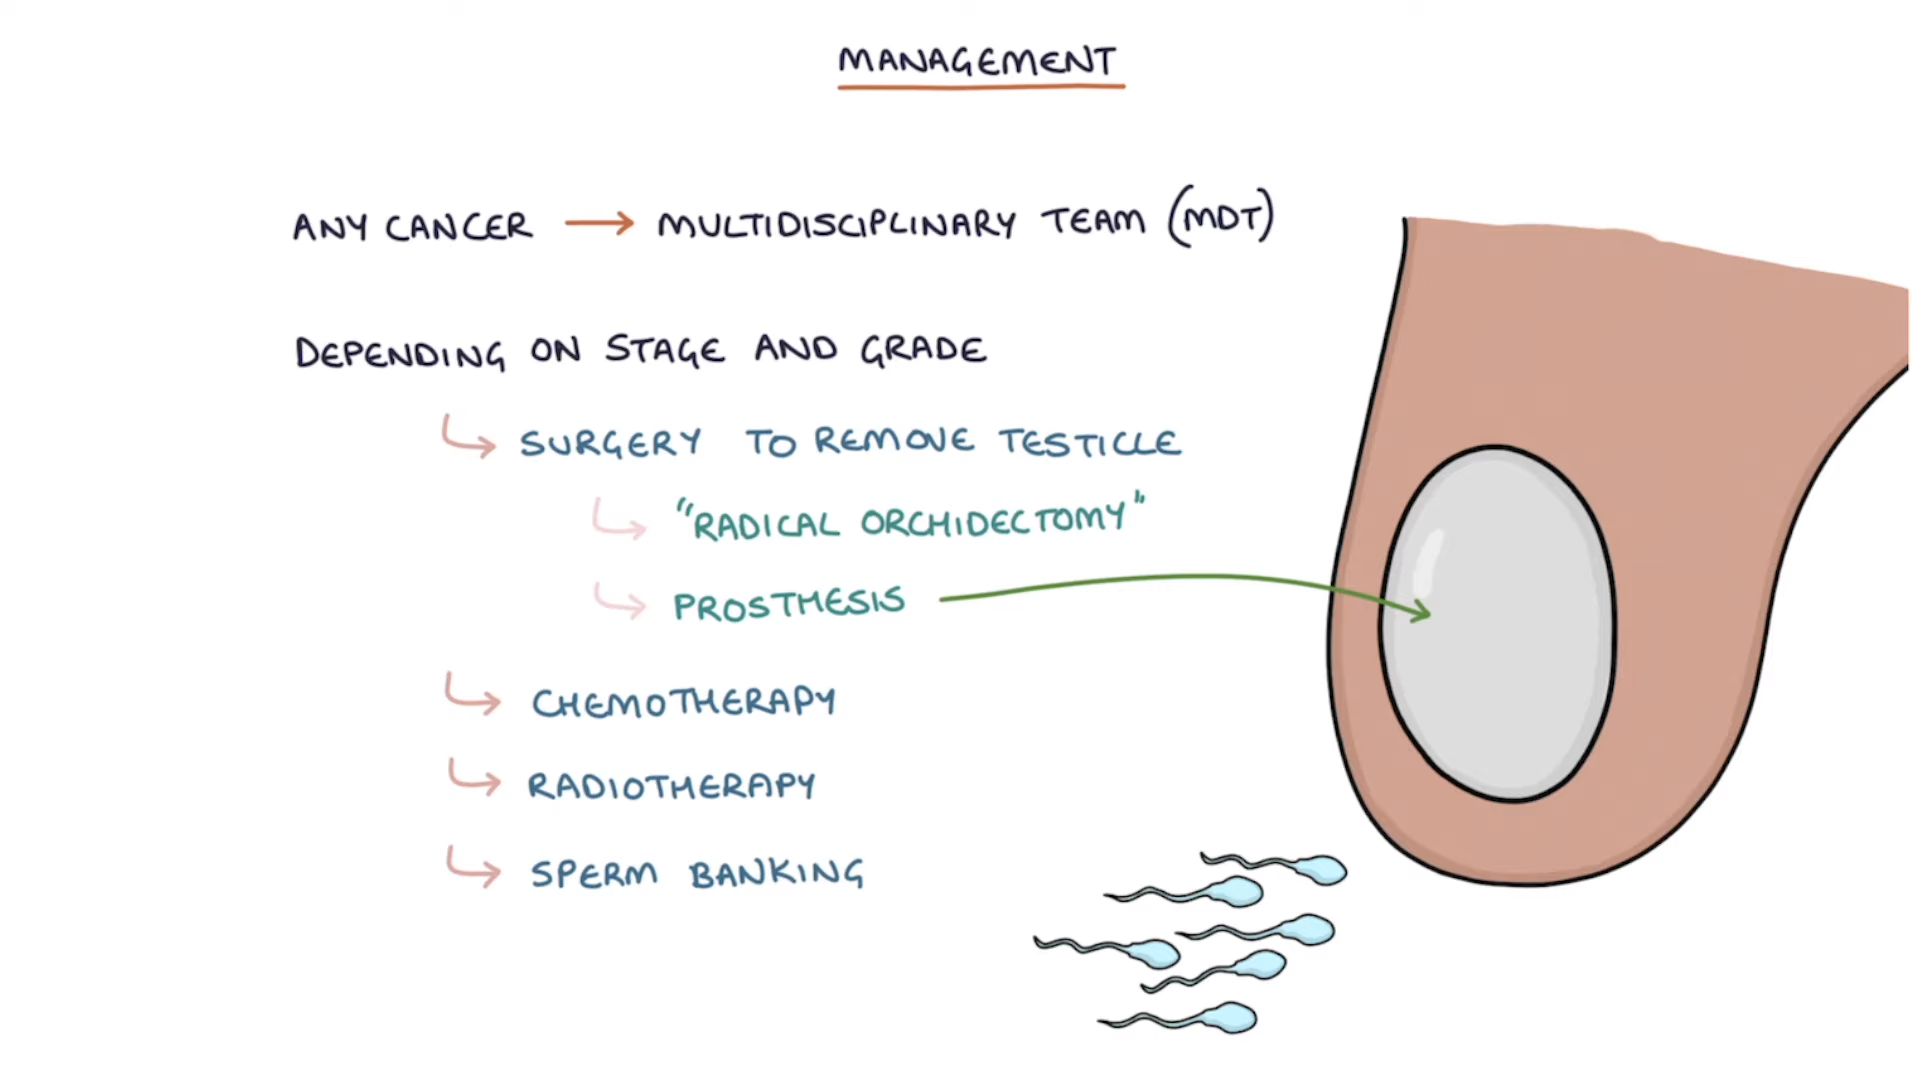 MANAGEMENT
ANY CANCER → MULTIDISCIPLINARY TEAM (MDT)
DEPENDING ON STAGE AND GRADE
SURGERY TO REMOVE TESTICLE
"RADICAL ORCHIDECTOMY"
PROSTHESIS
CHEMOTHERAPY
RADIOTHERAPY
SPERM BANKING